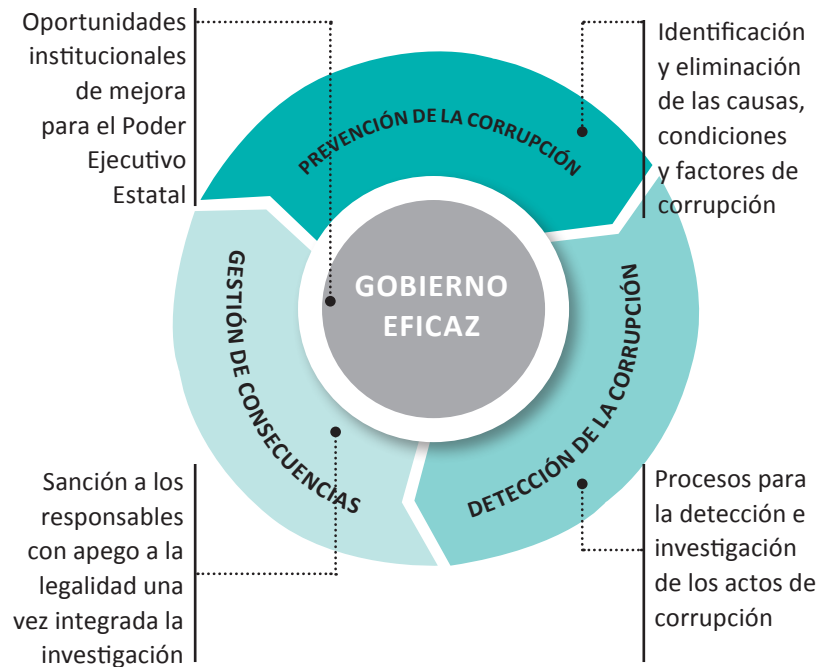 Oportunidades
institucionales
de mejora
para el Poder
Ejecutivo
Estatal
Identificación
y eliminación
de las causas,
condiciones
y factores de
corrupción
PREVENCIÓN DE LA CORRUPCIÓN
GOBIERNO
EFICAZ
GESTIÓN DE CONSECUENCIAS
DETECCIÓN DE LA CORRUPCIÓN
Sanción a los
responsables
con apego a la
legalidad una
vez integrada la
investigación
Procesos para
la detección e
investigación
de los actos de
corrupción